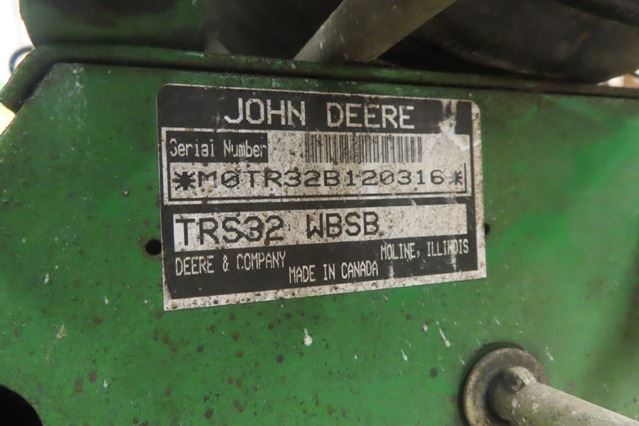 JOHN DEERE
Serial Number
*M0TR32B120316*
TRS32 WBSB
DEERE & COMPANY MOLINE, ILLINOIS
MADE IN CANADA